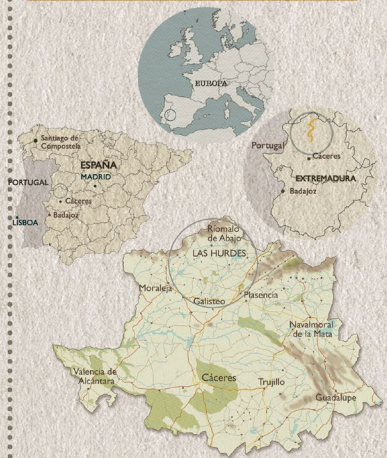 EUROPA
Santiago de
Compostela
ESPAÑA
MADRID
PORTUGAL
Cáceres
LISBOA
Badajoz
Portugal
Cáceres
EXTREMADURA
Badajoz
Riomalo
de Abajo
LAS HURDES
Moraleja
Galisteo
Plasencia
Navalmoral
de la Mata
Valencia de
Alcántara
Cáceres
Trujillo
Guadalupe